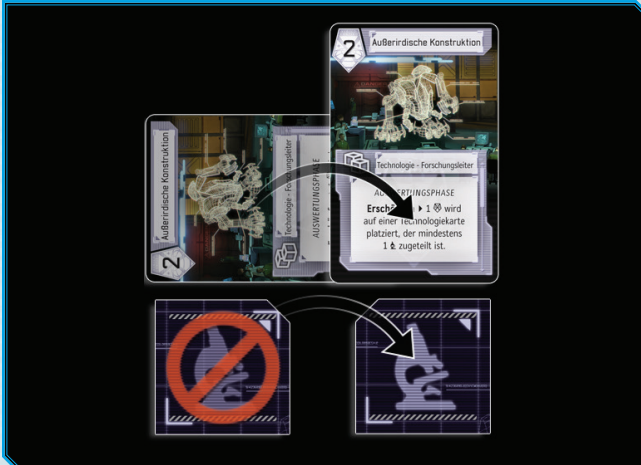 2
Außerirdische Konstruktion
Technologie - Forschungsleiter
AUSWERTUNGSPHASE
2
Außerirdische Konstruktion
Technologie - Forschungsleiter
AUSWERTUNGSPHASE
1 wird
auf einer Technologiekarte
platziert, der mindestens
1 zugeteilt ist.